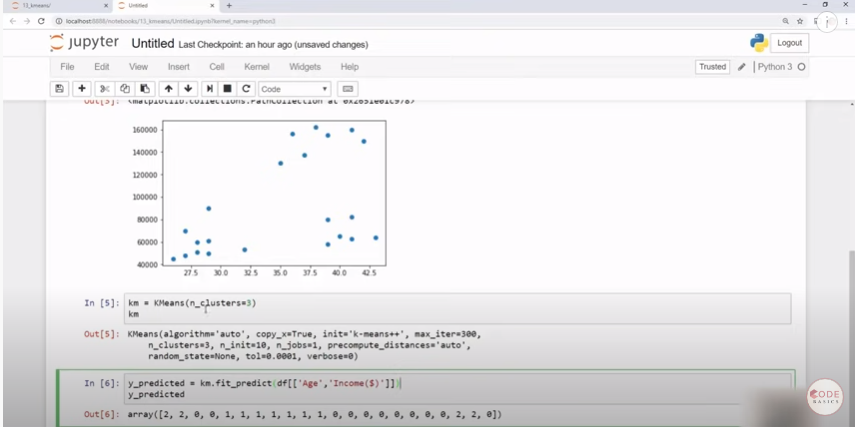 13_kmeans/
Untitled
localhost:8888/notebooks/13_kmeans/Untitled.ipynb?kernel_name=python3
jupyter Untitled Last Checkpoint: an hour ago (unsaved changes)
Logout
File Edit View Insert Cell Kernel Widgets Help
Trusted
Python 3
Code
160000
140000
120000
100000
80000
60000
40000
27.5 30.0 32.5 35.0 37.5 40.0 42.5
In [5]: km = KMeans(n_clusters=3)
km
Out[5]: KMeans(algorithm='auto', copy_x=True, init='k-means++', max_iter=300,
n_clusters=3, n_init=10, n_jobs=1, precompute_distances='auto',
random_state=None, tol=0.0001, verbose=0)
In [6]: y_predicted = km.fit_predict(df[['Age','Income($)']])
y_predicted
Out[6]: array([2, 2, 0, 0, 1, 1, 1, 1, 1, 1, 1, 0, 0, 0, 0, 0, 0, 0, 0, 2, 2, 0])
CODE
BASICS